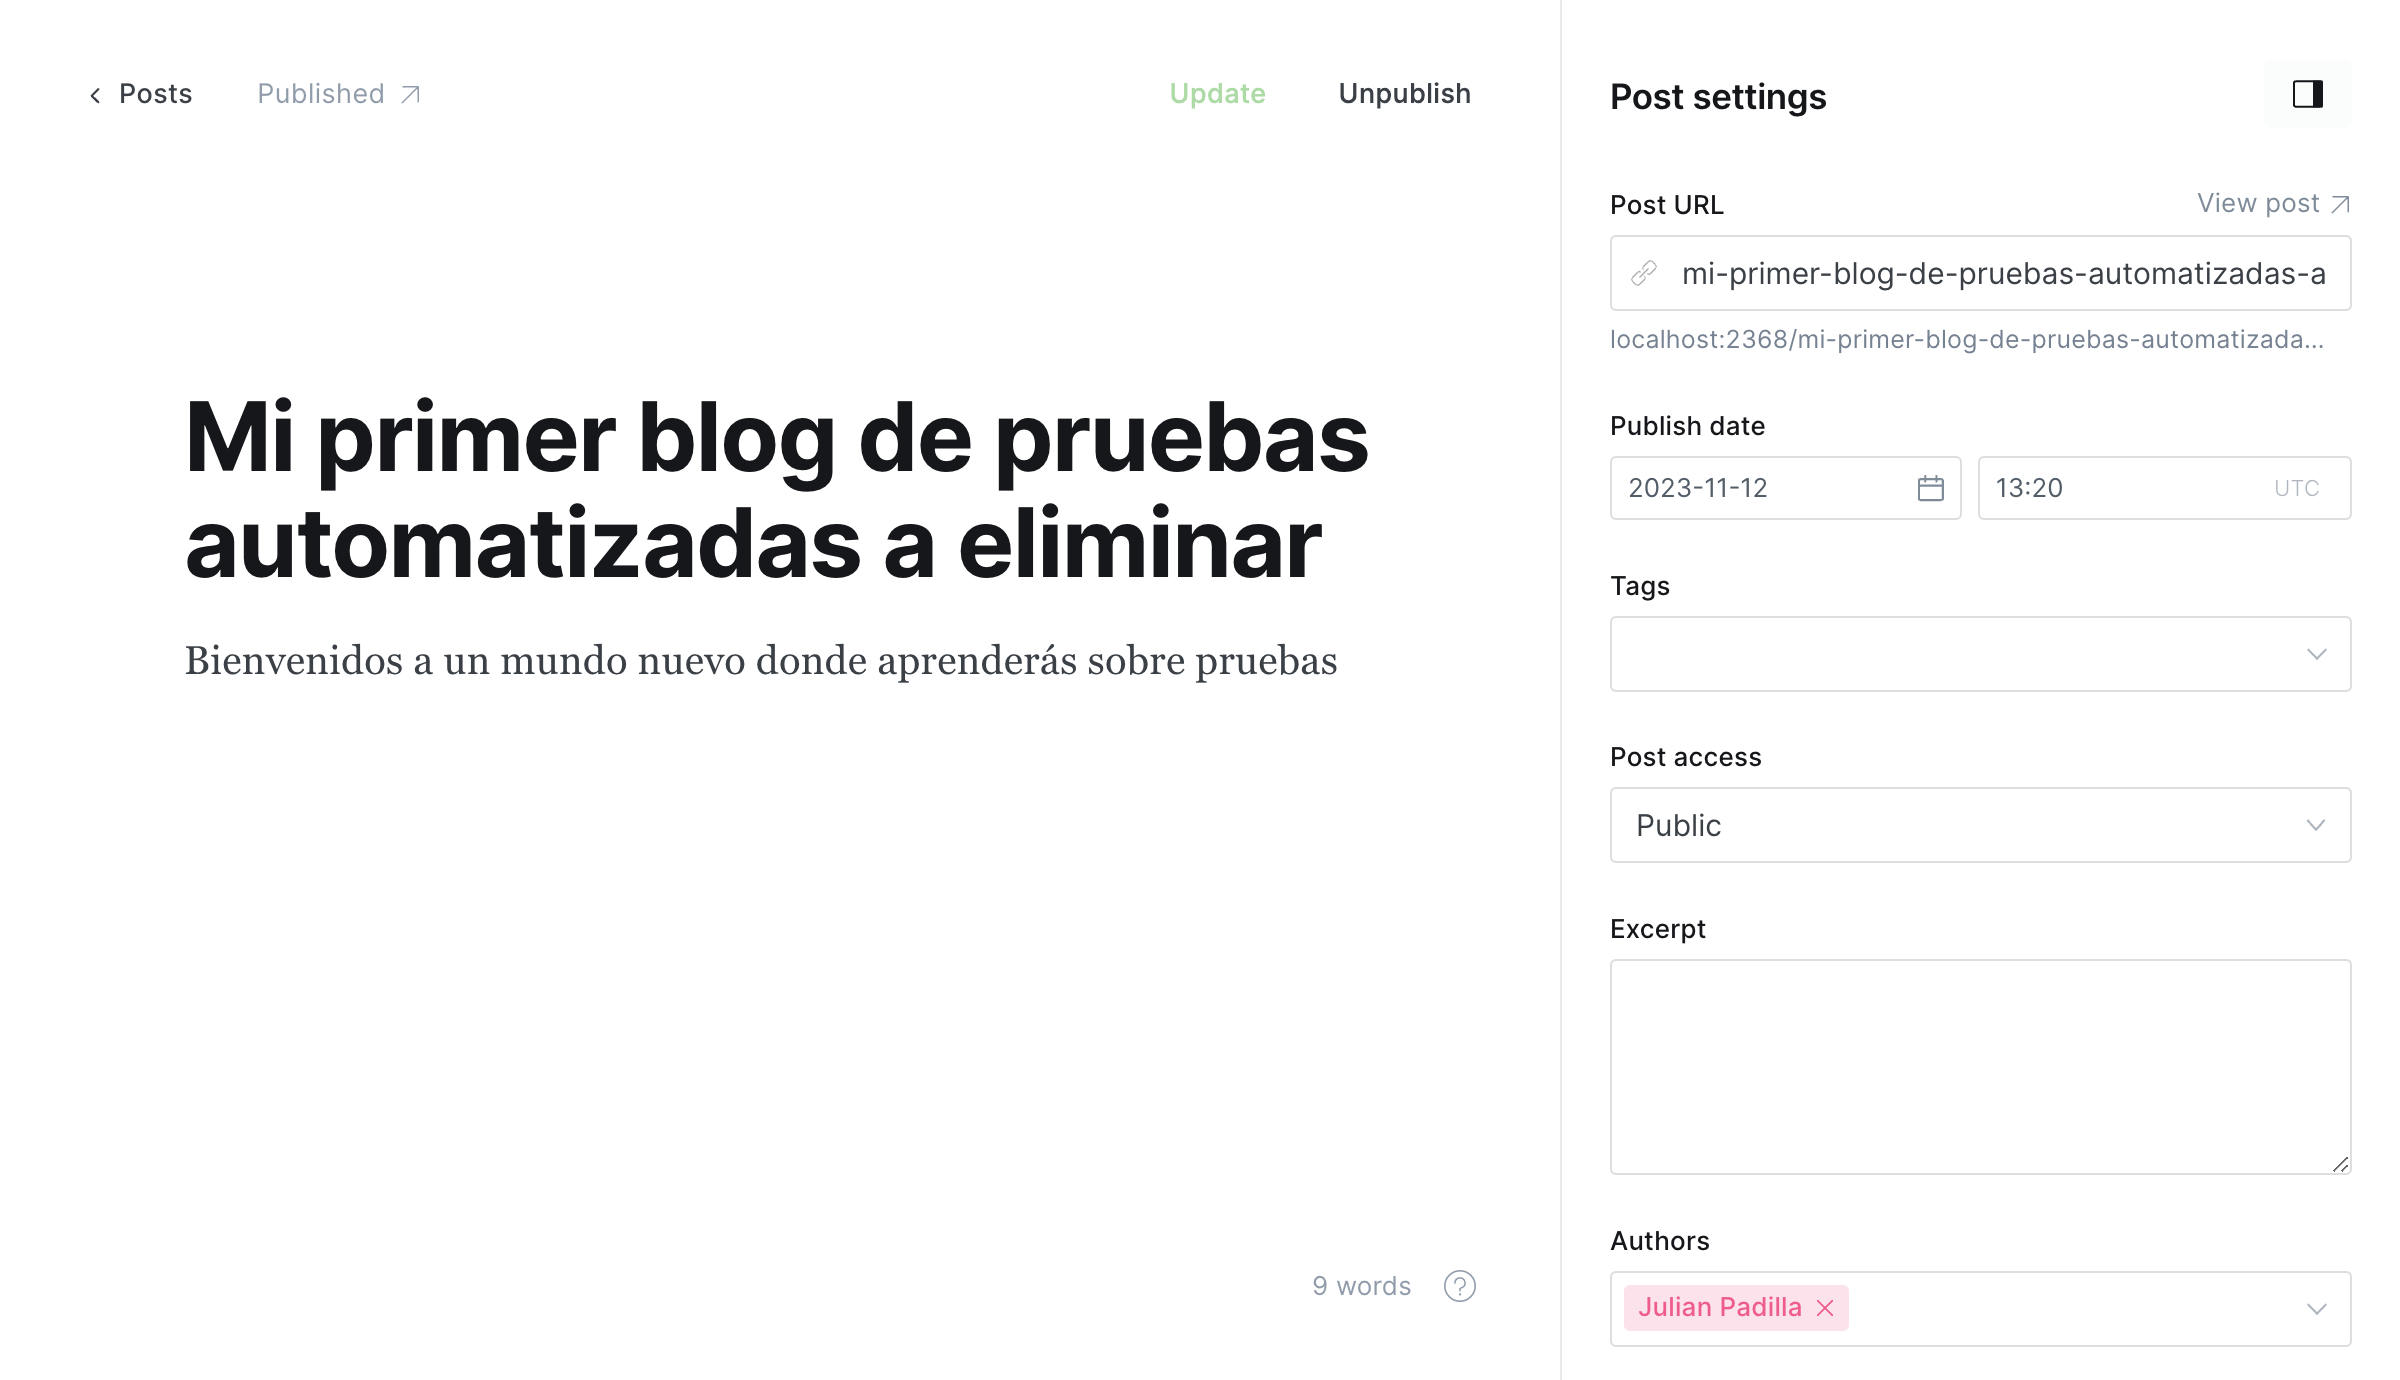 Posts
Published
Update
Unpublish
Mi primer blog de pruebas
automatizadas a eliminar
Bienvenidos a un mundo nuevo donde aprenderás sobre pruebas
9 words
?
Post settings
Post URL
View post
mi-primer-blog-de-pruebas-automatizadas-a
localhost:2368/mi-primer-blog-de-pruebas-automatizada...
Publish date
2023-11-12
13:20
UTC
Tags
Post access
Public
Excerpt
Authors
Julian Padilla